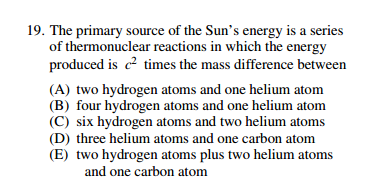 19. The primary source of the Sun's energy is a series
of thermonuclear reactions in which the energy
produced is c² times the mass difference between
(A) two hydrogen atoms and one helium atom
(B) four hydrogen atoms and one helium atom
(C) six hydrogen atoms and two helium atoms
(D) three helium atoms and one carbon atom
(E) two hydrogen atoms plus two helium atoms
and one carbon atom